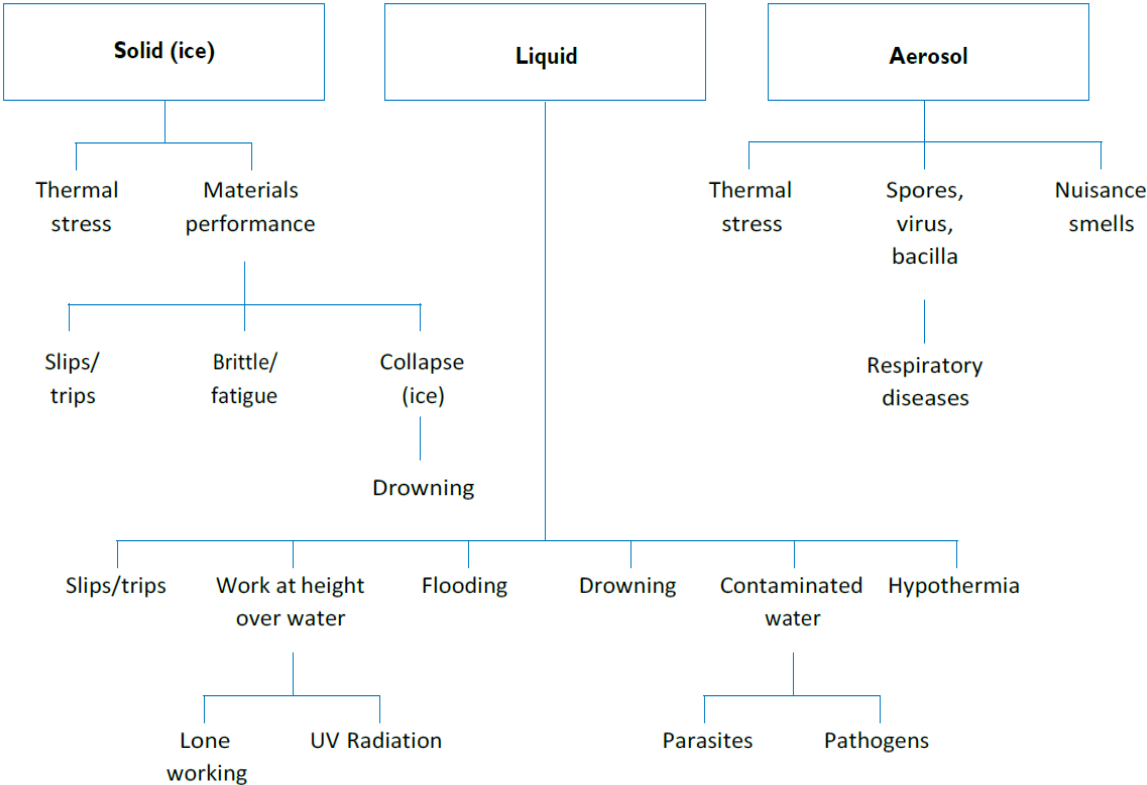 Solid (ice)
Liquid
Aerosol
Thermal
stress
Materials
performance
Thermal
stress
Spores,
virus,
bacilla
Nuisance
smells
Slips/
trips
Brittle/
fatigue
Collapse
(ice)
Respiratory
diseases
Drowning
Slips/trips
Work at height
over water
Flooding
Drowning
Contaminated
water
Hypothermia
Lone
working
UV Radiation
Parasites
Pathogens